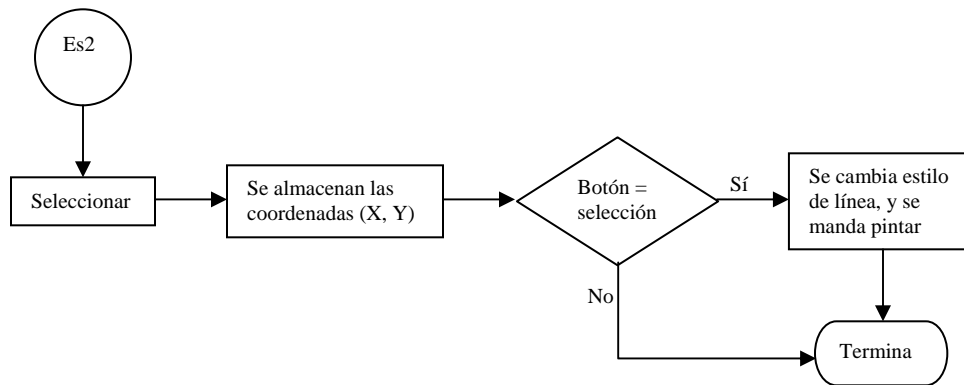 Es2
Seleccionar
Se almacenan las
coordenadas (X, Y)
Botón =
selección
Sí
Se cambia estilo
de línea, y se
manda pintar
No
Termina